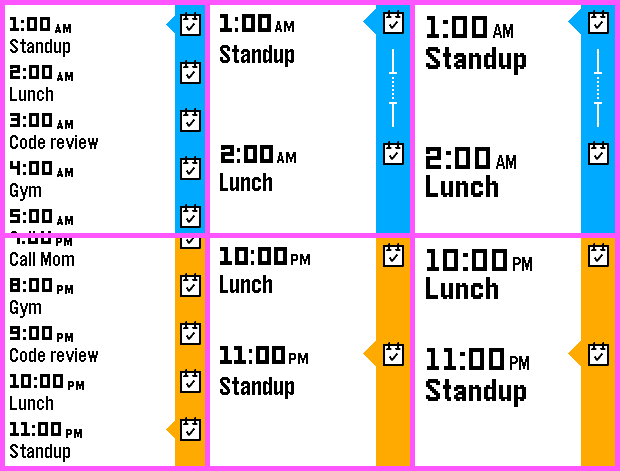 1:00 AM
Standup
2:00 AM
Lunch
3:00 AM
Code review
4:00 AM
Gym
5:00 AM
1:00 AM
Standup
2:00 AM
Lunch
1:00 AM
Standup
2:00 AM
Lunch
PM
Call Mom
8:00 PM
Gym
9:00 PM
Code review
10:00 PM
Lunch
11:00 PM
Standup
10:00 PM
Lunch
11:00 PM
Standup
10:00 PM
Lunch
11:00 PM
Standup